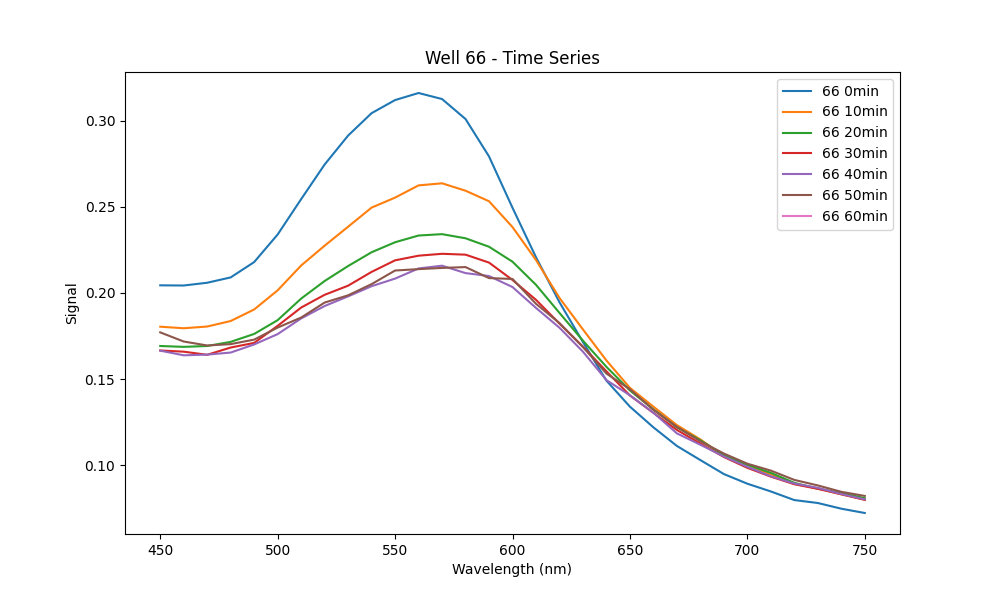 Well 66 - Time Series
66 0min
66 10min
66 20min
66 30min
66 40min
66 50min
66 60min
Signal
0.30
0.25
0.20
0.15
0.10
450 500 550 600 650 700 750
Wavelength (nm)